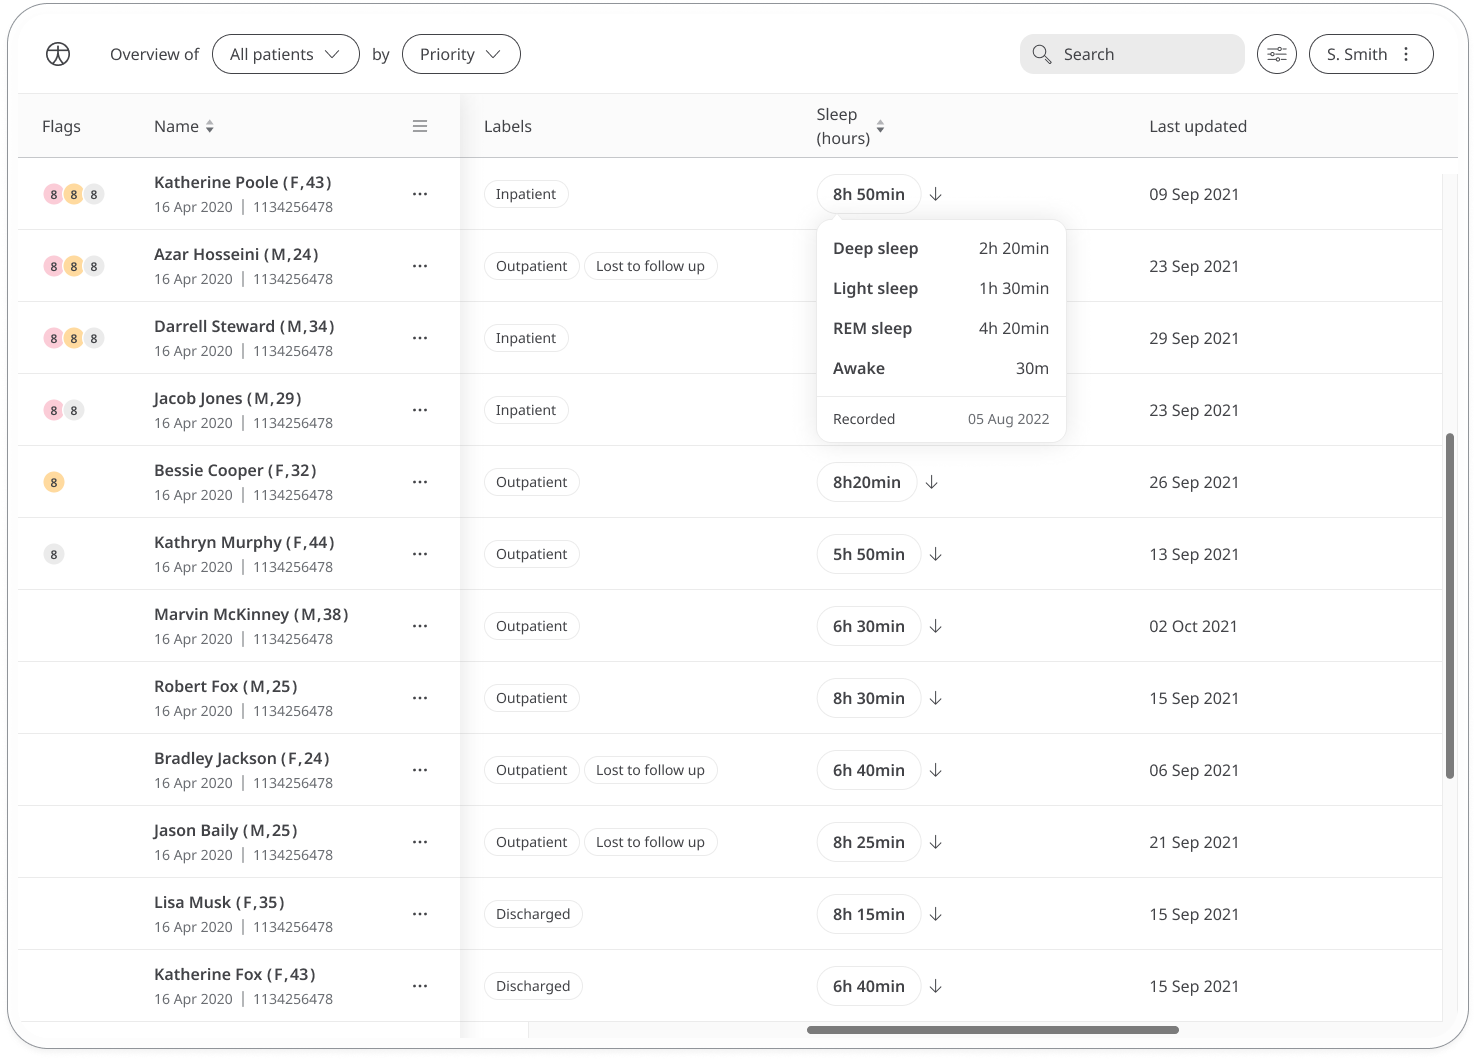 Overview of All patients by Priority Search S. Smith
Flags Name Labels Sleep (hours) Last updated
8 8 8 Katherine Poole (F,43) Inpatient 8h 50min 09 Sep 2021
16 Apr 2020 | 1134256478
Deep sleep 2h 20min
Light sleep 1h 30min
REM sleep 4h 20min
Awake 30m
Recorded 05 Aug 2022
8 8 8 Azar Hosseini (M,24) Outpatient Lost to follow up 23 Sep 2021
16 Apr 2020 | 1134256478
8 8 8 Darrell Steward (M,34) Inpatient 29 Sep 2021
16 Apr 2020 | 1134256478
8 8 Jacob Jones (M,29) Inpatient 23 Sep 2021
16 Apr 2020 | 1134256478
8 Bessie Cooper (F,32) Outpatient 8h20min 26 Sep 2021
16 Apr 2020 | 1134256478
8 Kathryn Murphy (F,44) Outpatient 5h 50min 13 Sep 2021
16 Apr 2020 | 1134256478
Marvin McKinney (M,38) Outpatient 6h 30min 02 Oct 2021
16 Apr 2020 | 1134256478
Robert Fox (M,25) Outpatient 8h 30min 15 Sep 2021
16 Apr 2020 | 1134256478
Bradley Jackson (F,24) Outpatient Lost to follow up 6h 40min 06 Sep 2021
16 Apr 2020 | 1134256478
Jason Baily (M,25) Outpatient Lost to follow up 8h 25min 21 Sep 2021
16 Apr 2020 | 1134256478
Lisa Musk (F,35) Discharged 8h 15min 15 Sep 2021
16 Apr 2020 | 1134256478
Katherine Fox (F,43) Discharged 6h 40min 15 Sep 2021
16 Apr 2020 | 1134256478